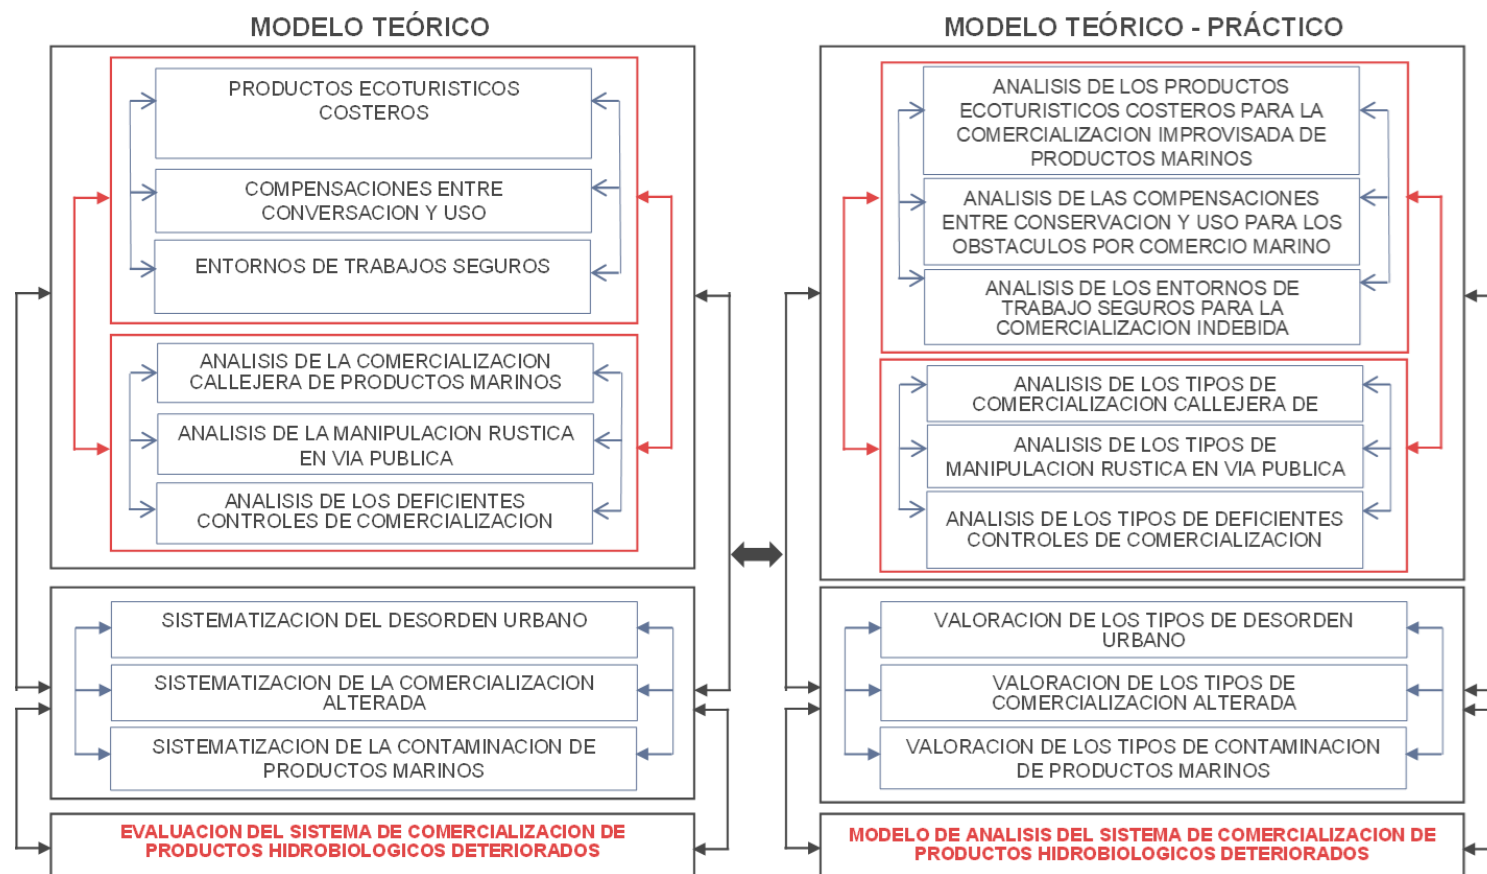 MODELO TEÓRICO
PRODUCTOS ECOTURISTICOS
COSTEROS
COMPENSACIONES ENTRE
CONVERSACION Y USO
ENTORNOS DE TRABAJOS SEGUROS
ANALISIS DE LA COMERCIALIZACION
CALLEJERA DE PRODUCTOS MARINOS
ANALISIS DE LA MANIPULACION RUSTICA
EN VIA PUBLICA
ANALISIS DE LOS DEFICIENTES
CONTROLES DE COMERCIALIZACION
SISTEMATIZACION DEL DESORDEN URBANO
SISTEMATIZACION DE LA COMERCIALIZACION
ALTERADA
SISTEMATIZACION DE LA CONTAMINACION DE
PRODUCTOS MARINOS
EVALUACION DEL SISTEMA DE COMERCIALIZACION DE
PRODUCTOS HIDROBIOLOGICOS DETERIORADOS
MODELO TEÓRICO - PRÁCTICO
ANALISIS DE LOS PRODUCTOS
ECOTURISTICOS COSTEROS PARA LA
COMERCIALIZACION IMPROVISADA DE
PRODUCTOS MARINOS
ANALISIS DE LAS COMPENSACIONES
ENTRE CONSERVACION Y USO PARA LOS
OBSTACULOS POR COMERCIO MARINO
ANALISIS DE LOS ENTORNOS DE
TRABAJO SEGUROS PARA LA
COMERCIALIZACION INDEBIDA
ANALISIS DE LOS TIPOS DE
COMERCIALIZACION CALLEJERA DE
ANALISIS DE LOS TIPOS DE
MANIPULACION RUSTICA EN VIA PUBLICA
ANALISIS DE LOS TIPOS DE DEFICIENTES
CONTROLES DE COMERCIALIZACION
VALORACION DE LOS TIPOS DE DESORDEN
URBANO
VALORACION DE LOS TIPOS DE
COMERCIALIZACION ALTERADA
VALORACION DE LOS TIPOS DE CONTAMINACION
DE PRODUCTOS MARINOS
MODELO DE ANALISIS DEL SISTEMA DE COMERCIALIZACION DE
PRODUCTOS HIDROBIOLOGICOS DETERIORADOS